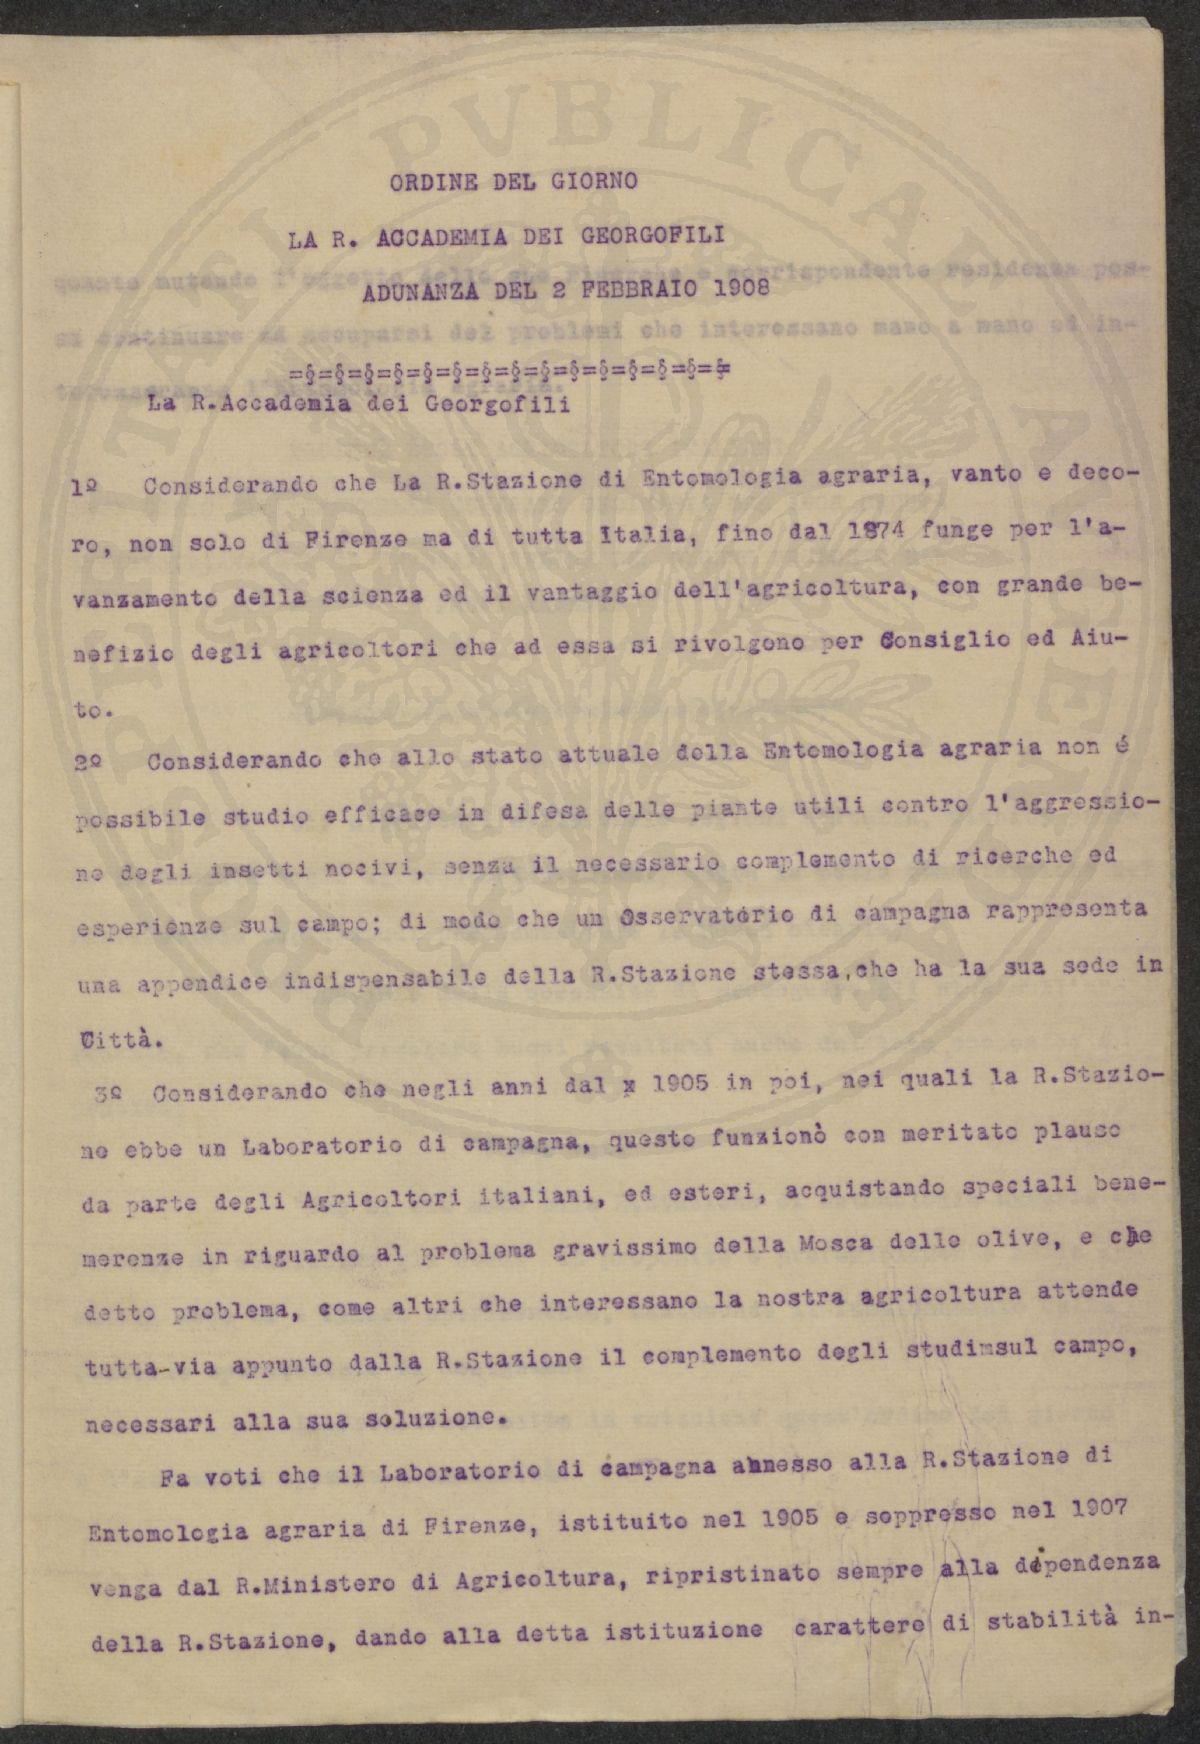 ORDINE DEL GIORNO
LA R. ACCADEMIA DEI GEORGOFILI
ADUNANZA DEL 2 FEBBRAIO 1908
La R.Accademia dei Georgofili
1º Considerando che La R.Stazione di Entomologia agraria, vanto e deco-
ro, non solo di Firenze ma di tutta Italia, fino dal 1874 funge per l'a-
vanzamento della scienza ed il vantaggio dell'agricoltura, con grande be-
nefizio degli agricoltori che ad essa si rivolgono per Consiglio ed Aiu-
to.
2º Considerando che allo stato attuale della Entomologia agraria non é
possibile studio efficace in difesa delle piante utili contro l'aggressio-
ne degli insetti nocivi, senza il necessario complemento di ricerche ed
esperienze sul campo; di modo che un Osservatório di campagna rappresenta
una appendice indispensabile della R.Stazione stessa,che ha la sua sede in
Città.
3º Considerando che negli anni dal x 1905 in poi, nei quali la R.Stazio-
ne ebbe un Laboratorio di campagna, questo funzionò con meritato plauso
da parte degli Agricoltori italiani, ed esteri, acquistando speciali bene-
merenze in riguardo al problema gravissimo della Mosca delle olive, e che
detto problema, come altri che interessano la nostra agricoltura attende
tutta-via appunto dalla R.Stazione il complemento degli studimsul campo,
necessari alla sua soluzione.
Fa voti che il Laboratorio di campagna annesso alla R.Stazione di
Entomologia agraria di Firenze, istituito nel 1905 e soppresso nel 1907
venga dal R.Ministero di Agricoltura, ripristinato sempre alla dipendenza
della R.Stazione, dando alla detta istituzione carattere di stabilità in-